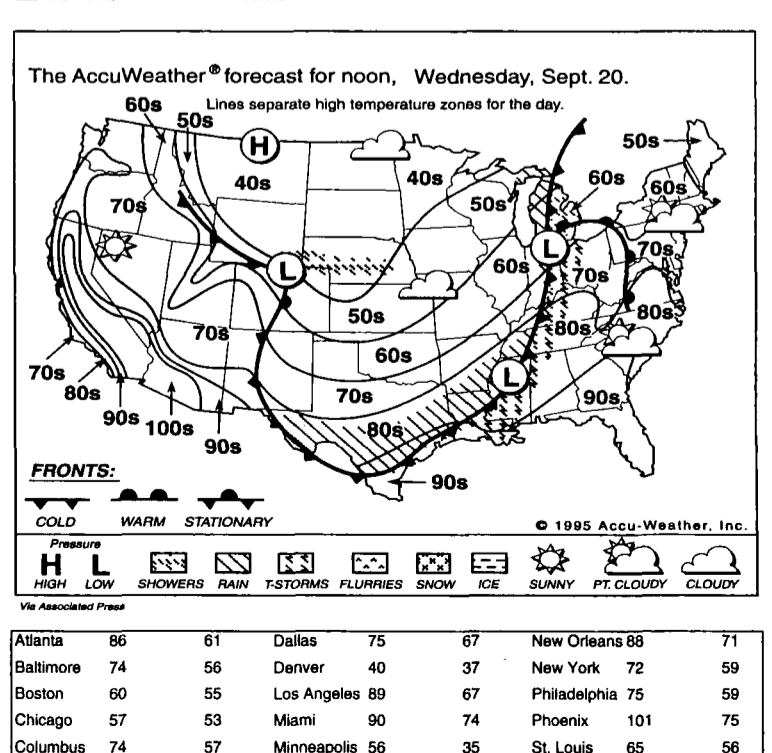 The AccuWeather® forecast for noon, Wednesday, Sept. 20.
Lines separate high temperature zones for the day.
60s
50s
H
40s
40s
50s
60s
50s
60s
70s
L
L
60s
70s
70s
50s
80s
80s
70s
60s
L
70s
80s
90s
100s
90s
70s
80s
90s
90s
FRONTS:
COLD WARM STATIONARY
© 1995 Accu-Weather, Inc.
Pressure
H L
HIGH LOW SHOWERS RAIN T-STORMS FLURRIES SNOW ICE SUNNY PT. CLOUDY CLOUDY
Via Associated Press
Atlanta 86 61 Dallas 75 67 New Orleans 88 71
Baltimore 74 56 Denver 40 37 New York 72 59
Boston 60 55 Los Angeles 89 67 Philadelphia 75 59
Chicago 57 53 Miami 90 74 Phoenix 101 75
Columbus 74 57 Minneapolis 56 35 St. Louis 65 56